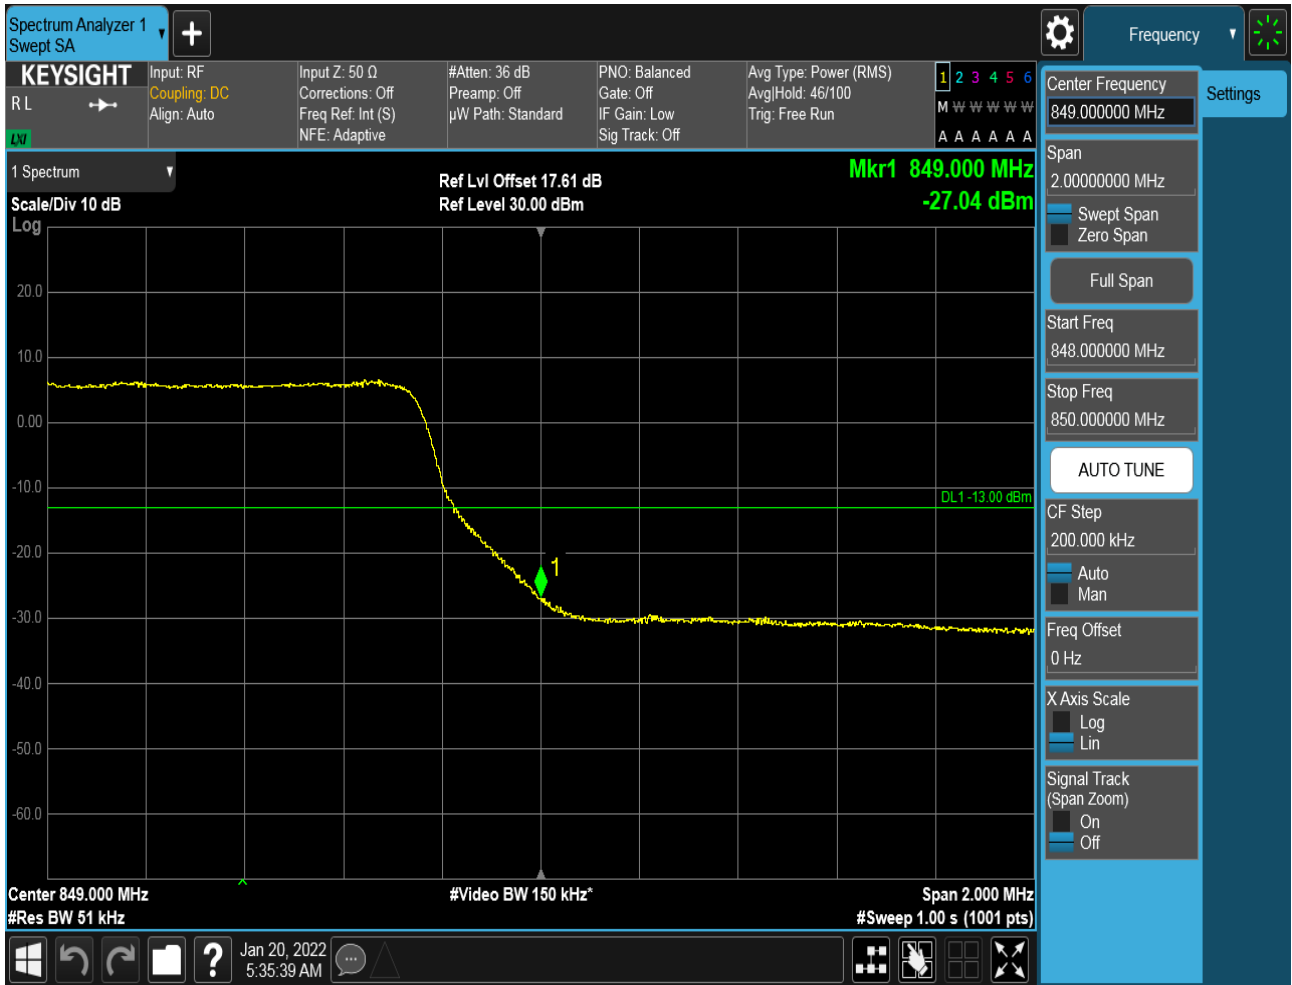 Spectrum Analyzer 1
Swept SA
Frequency
KEYSIGHT
R L
LXI
Input: RF
Coupling: DC
Align: Auto
Input Z: 50 Ω
Corrections: Off
Freq Ref: Int (S)
NFE: Adaptive
#Atten: 36 dB
Preamp: Off
µW Path: Standard
PNO: Balanced
Gate: Off
IF Gain: Low
Sig Track: Off
Avg Type: Power (RMS)
Avg|Hold: 46/100
Trig: Free Run
1 2 3 4 5 6
M W W W W W
A A A A A A
1 Spectrum
Scale/Div 10 dB
Log
Ref Lvl Offset 17.61 dB
Ref Level 30.00 dBm
Mkr1 849.000 MHz
-27.04 dBm
20.0
10.0
0.00
-10.0
-20.0
-30.0
-40.0
-50.0
-60.0
DL1 -13.00 dBm
1
Center 849.000 MHz
#Res BW 51 kHz
#Video BW 150 kHz*
Span 2.000 MHz
#Sweep 1.00 s (1001 pts)
Jan 20, 2022
5:35:39 AM
Center Frequency
849.000000 MHz
Settings
Span
2.00000000 MHz
Swept Span
Zero Span
Full Span
Start Freq
848.000000 MHz
Stop Freq
850.000000 MHz
AUTO TUNE
CF Step
200.000 kHz
Auto
Man
Freq Offset
0 Hz
X Axis Scale
Log
Lin
Signal Track
(Span Zoom)
On
Off